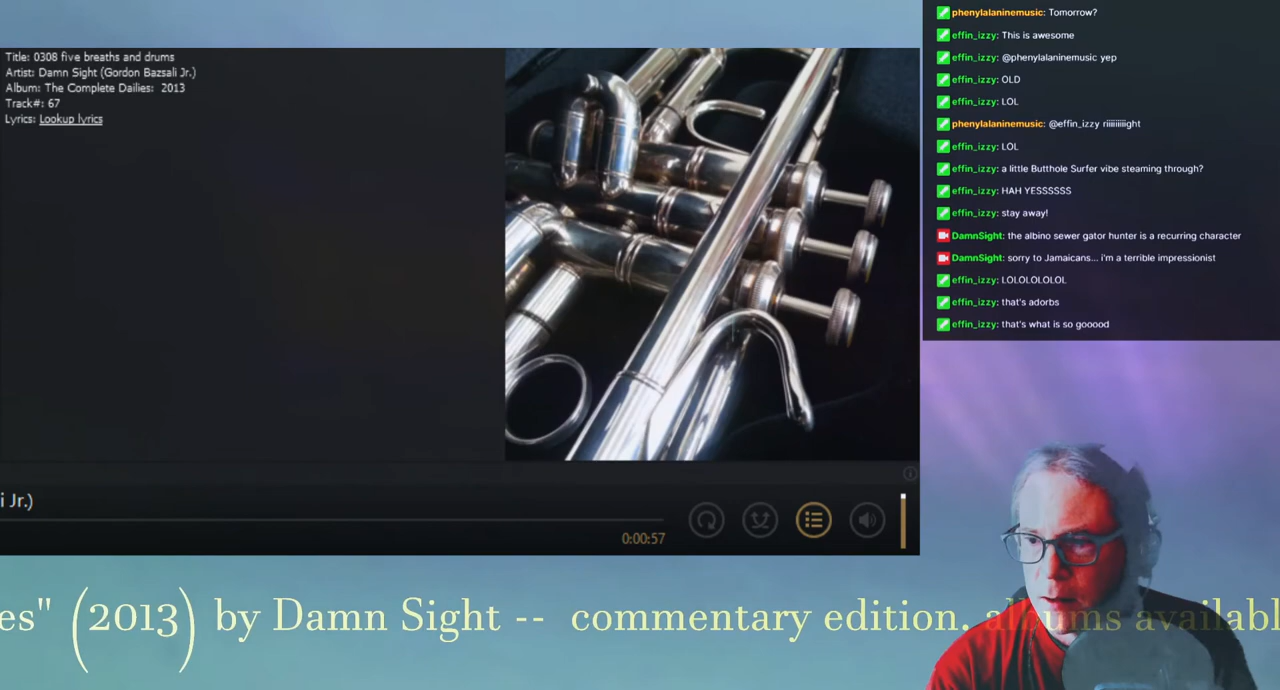 Title: 0308 five breaths and drums
Artist: Damn Sight (Gordon Bazsali Jr.)
Album: The Complete Dailies: 2013
Track#: 67
Lyrics: Lookup lyrics
i Jr.)
0:00:57
phenylalaninemusic: Tomorrow?
effin_izzy: This is awesome
effin_izzy: @phenylalaninemusic yep
effin_izzy: OLD
effin_izzy: LOL
phenylalaninemusic: @effin_izzy riiiiiiiiight
effin_izzy: LOL
effin_izzy: a little Butthole Surfer vibe steaming through?
effin_izzy: HAH YESSSSSS
effin_izzy: stay away!
DamnSight: the albino sewer gator hunter is a recurring character
DamnSight: sorry to Jamaicans... i'm a terrible impressionist
effin_izzy: LOLOLOLOLOL
effin_izzy: that's adorbs
effin_izzy: that's what is so gooood
es" (2013) by Damn Sight -- commentary edition. albums availabl